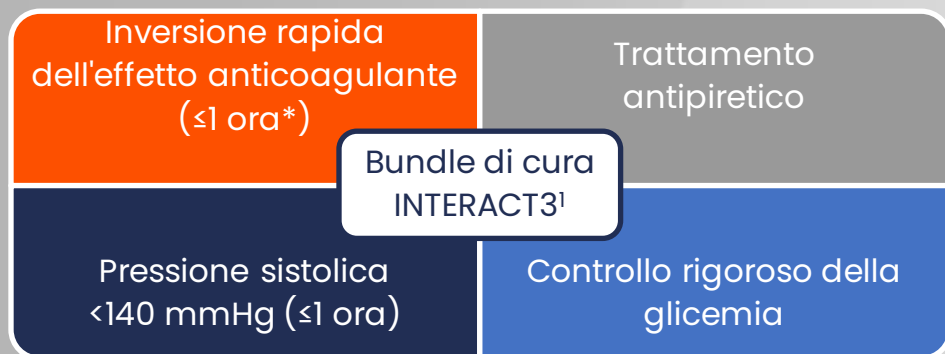 Inversione rapida
dell'effetto anticoagulante
(≤1 ora*)
Trattamento
antipiretico
Bundle di cura
INTERACT3¹
Pressione sistolica
<140 mmHg (≤1 ora)
Controllo rigoroso della
glicemia